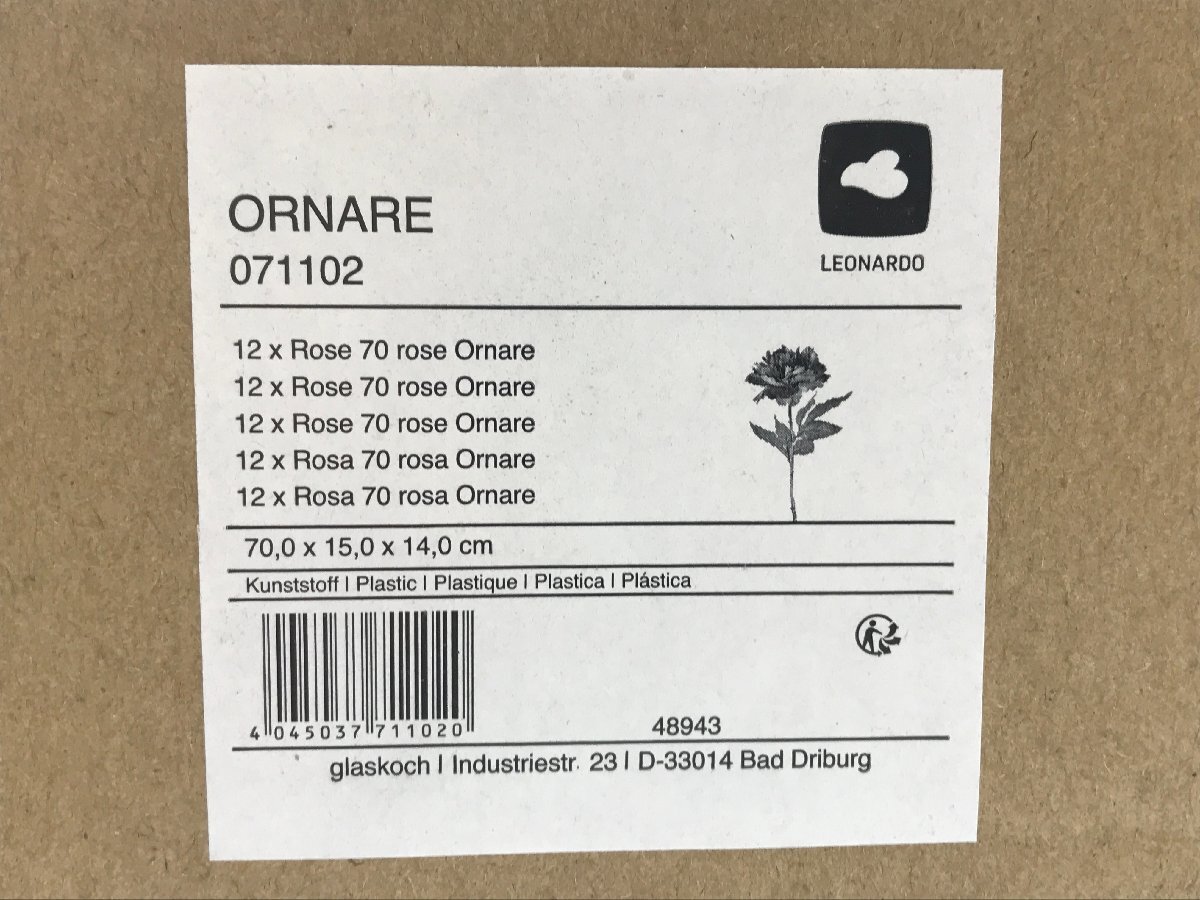 LEONARDO
ORNARE
071102
12 x Rose 70 rose Ornare
12 x Rose 70 rose Ornare
12 x Rose 70 rose Ornare
12 x Rosa 70 rosa Ornare
12 x Rosa 70 rosa Ornare
70,0 x 15,0 x 14,0 cm
Kunststoff | Plastic | Plastique | Plastica | Plástica
4 045037 711020
48943
glaskoch | Industriestr. 23 | D-33014 Bad Driburg